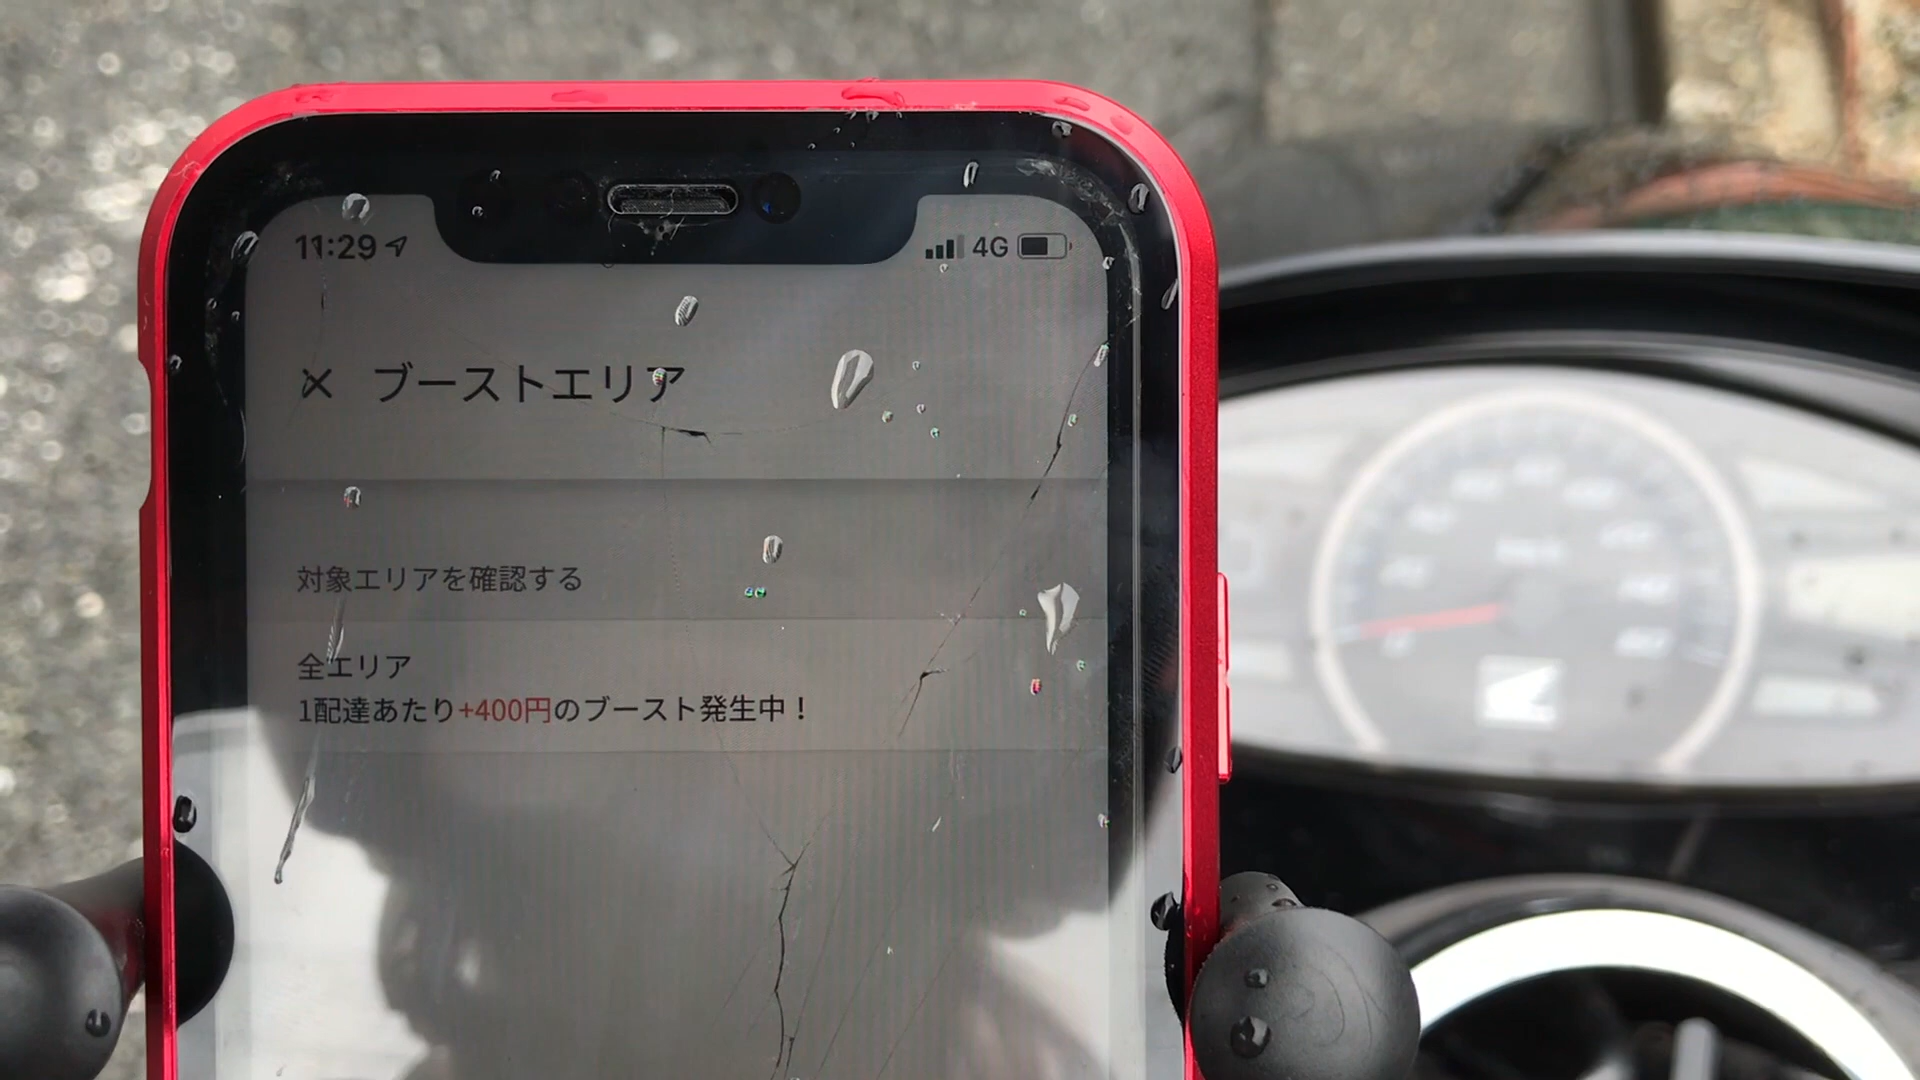 11:29
4G
× ブーストエリア
対象エリアを確認する
全エリア
1配達あたり+400円のブースト発生中！